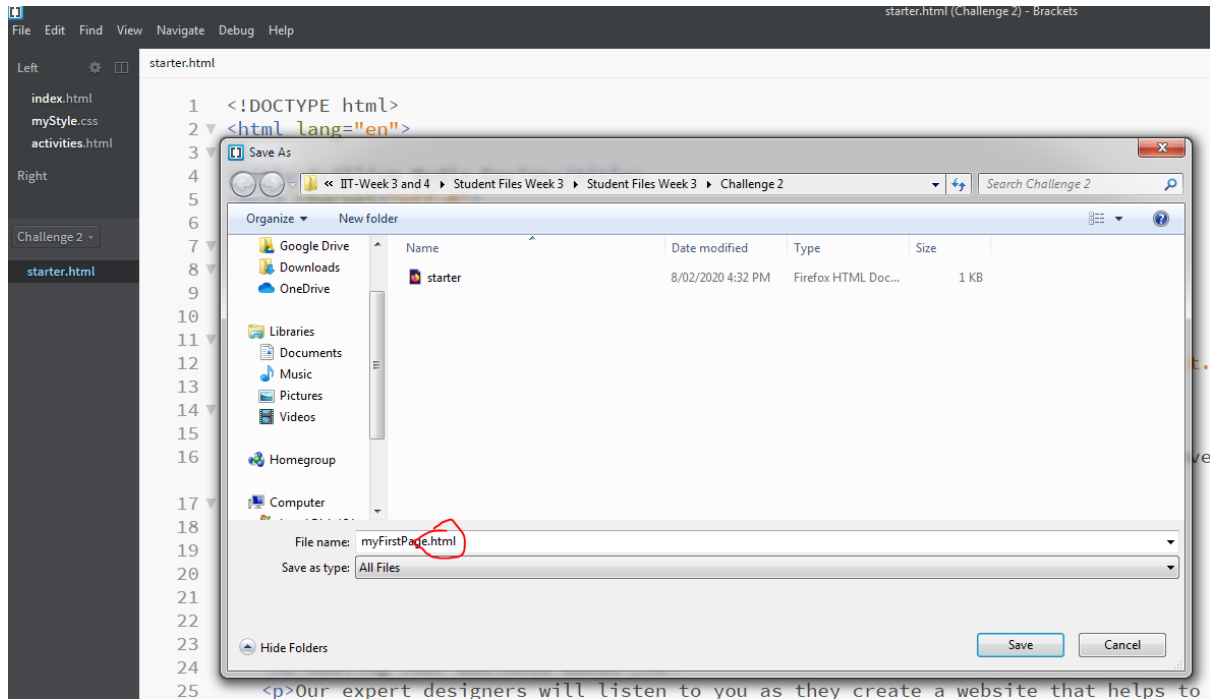 starter.html (Challenge 2) - Brackets
File Edit Find View Navigate Debug Help
Left
starter.html
index.html
myStyle.css
activities.html
Right
Challenge 2
starter.html
1 <!DOCTYPE html>
2 <html lang="en">
3
4
5
6
7
8
9
10
11
12
13
14
15
16
17
18
19
20
21
22
23
24
25 <p>Our expert designers will listen to you as they create a website that helps to
Save As
« IIT-Week 3 and 4 Student Files Week 3 Student Files Week 3 Challenge 2
Search Challenge 2
Organize New folder
Google Drive
Downloads
OneDrive
Libraries
Documents
Music
Pictures
Videos
Homegroup
Computer
Name Date modified Type Size
starter 8/02/2020 4:32 PM Firefox HTML Doc... 1 KB
File name: myFirstPage.html
Save as type: All Files
Hide Folders
Save Cancel